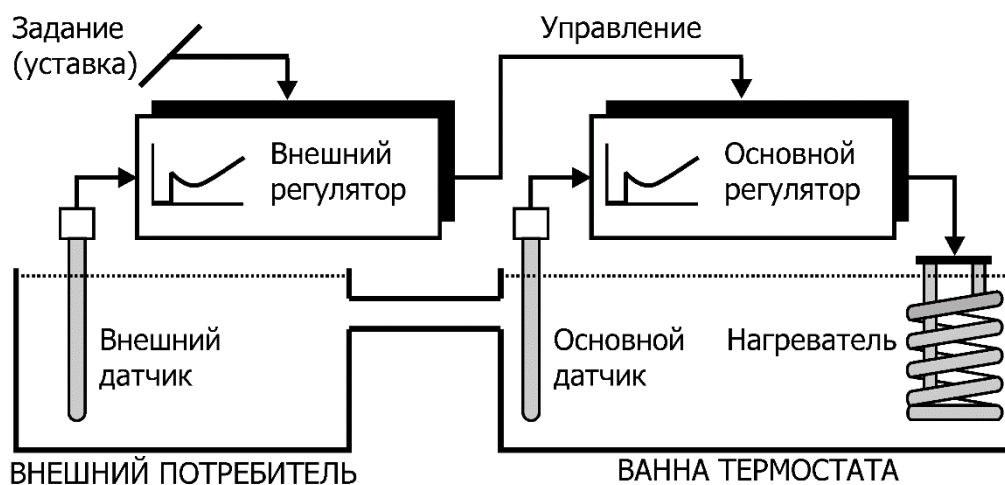 Задание
(уставка)
Управление
Внешний
регулятор
Основной
регулятор
Внешний
датчик
Основной
датчик
Нагреватель
ВНЕШНИЙ ПОТРЕБИТЕЛЬ
ВАННА ТЕРМОСТАТА